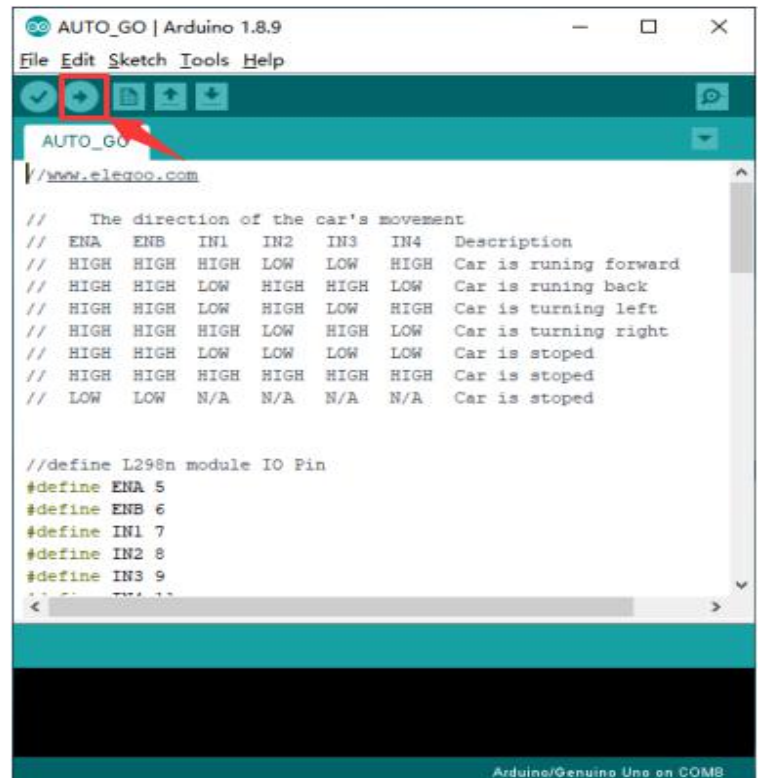 AUTO_GO | Arduino 1.8.9
File Edit Sketch Tools Help
AUTO_GO
//www.elegoo.com
//    The direction of the car's movement
//  ENA   ENB   IN1   IN2   IN3   IN4   Description
//  HIGH  HIGH  HIGH  LOW   LOW   HIGH  Car is runing forward
//  HIGH  HIGH  LOW   HIGH  HIGH  LOW   Car is runing back
//  HIGH  HIGH  LOW   HIGH  LOW   HIGH  Car is turning left
//  HIGH  HIGH  HIGH  LOW   HIGH  LOW   Car is turning right
//  HIGH  HIGH  LOW   LOW   LOW   LOW   Car is stoped
//  HIGH  HIGH  HIGH  HIGH  HIGH  HIGH  Car is stoped
//  LOW   LOW   N/A   N/A   N/A   N/A   Car is stoped
//define L298n module IO Pin
#define ENA 5
#define ENB 6
#define IN1 7
#define IN2 8
#define IN3 9
Arduino/Genuino Uno on COM8